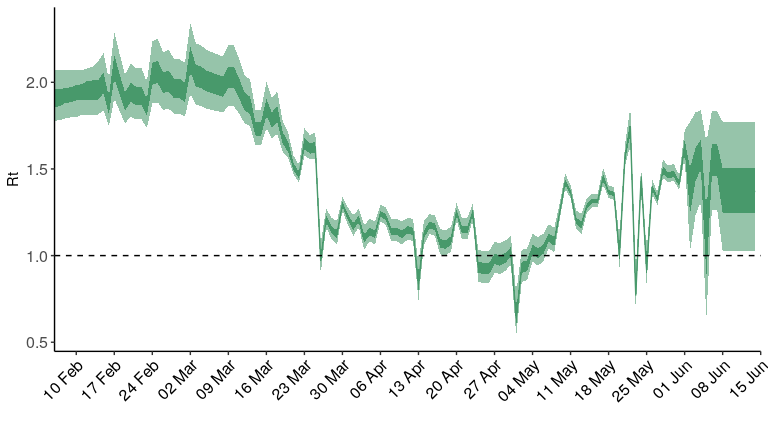 2.0
1.5
1.0
0.5
Rt
10 Feb
17 Feb
24 Feb
02 Mar
09 Mar
16 Mar
23 Mar
30 Mar
06 Apr
13 Apr
20 Apr
27 Apr
04 May
11 May
18 May
25 May
01 Jun
08 Jun
15 Jun